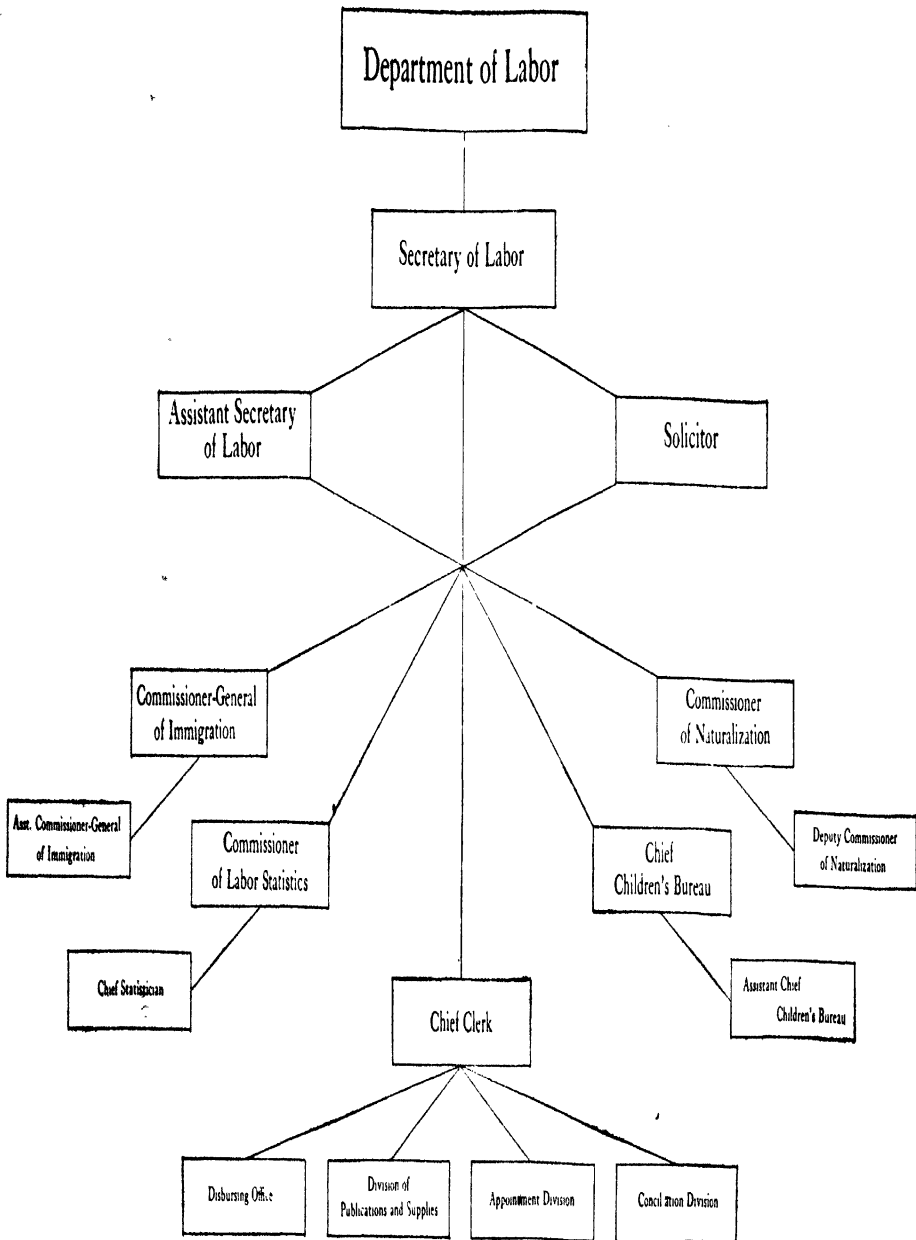 Department of Labor
Secretary of Labor
Assistant Secretary
of Labor
Solicitor
Commissioner-General
of Immigration
Commissioner
of Naturalization
Asst. Commissioner-General
of Immigration
Commissioner
of Labor Statistics
Chief
Children's Bureau
Deputy Commissioner
of Naturalization
Chief Statistician
Chief Clerk
Assistant Chief
Children's Bureau
Disbursing Office
Division of
Publications and Supplies
Appointment Division
Conciliation Division